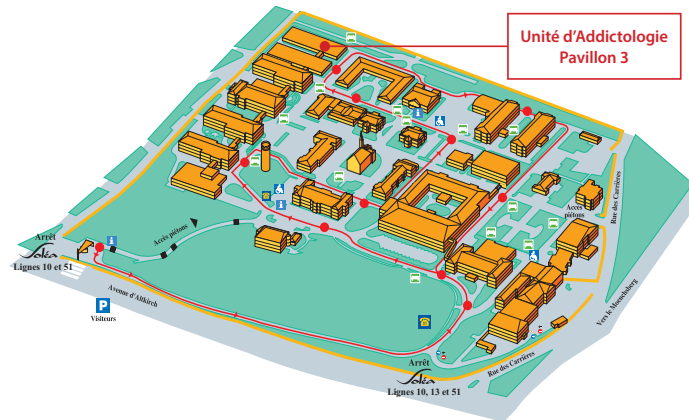 Unité d'Addictologie
Pavillon 3
Rue des Carrières
Accès
piétons
Accès piétons
Arrêt
Soléa
Lignes 10 et 51
Avenue d'Altkirch
P
Visiteurs
Vers le Moenchsberg
Arrêt
Soléa
Lignes 10, 13 et 51
Rue des Carrières